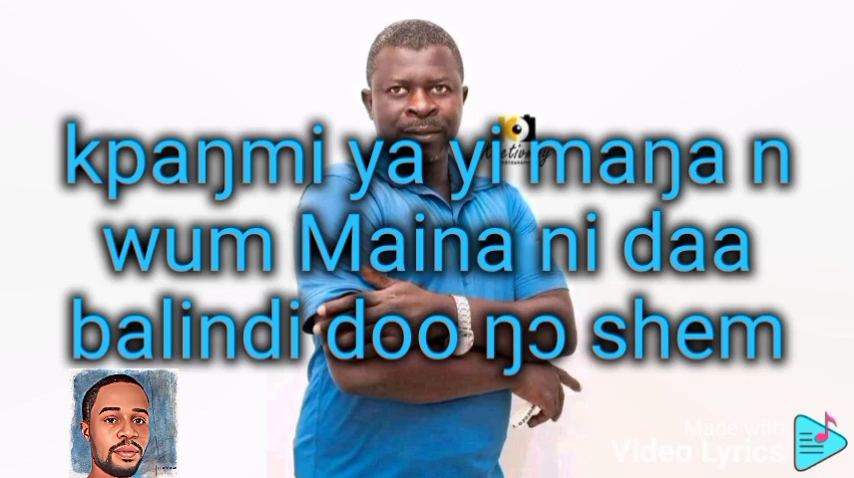 kpaŋmi ya yi maŋa n
wum Maina ni daa
balindi doo ŋɔ shem
Made with
Video Lyrics